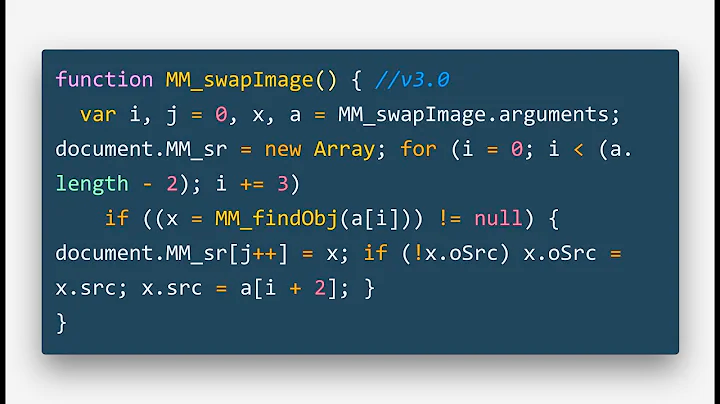 function MM_swapImage() { //v3.0
  var i, j = 0, x, a = MM_swapImage.arguments;
document.MM_sr = new Array; for (i = 0; i < (a.
length - 2); i += 3)
    if ((x = MM_findObj(a[i])) != null) {
document.MM_sr[j++] = x; if (!x.oSrc) x.oSrc =
x.src; x.src = a[i + 2]; }
}